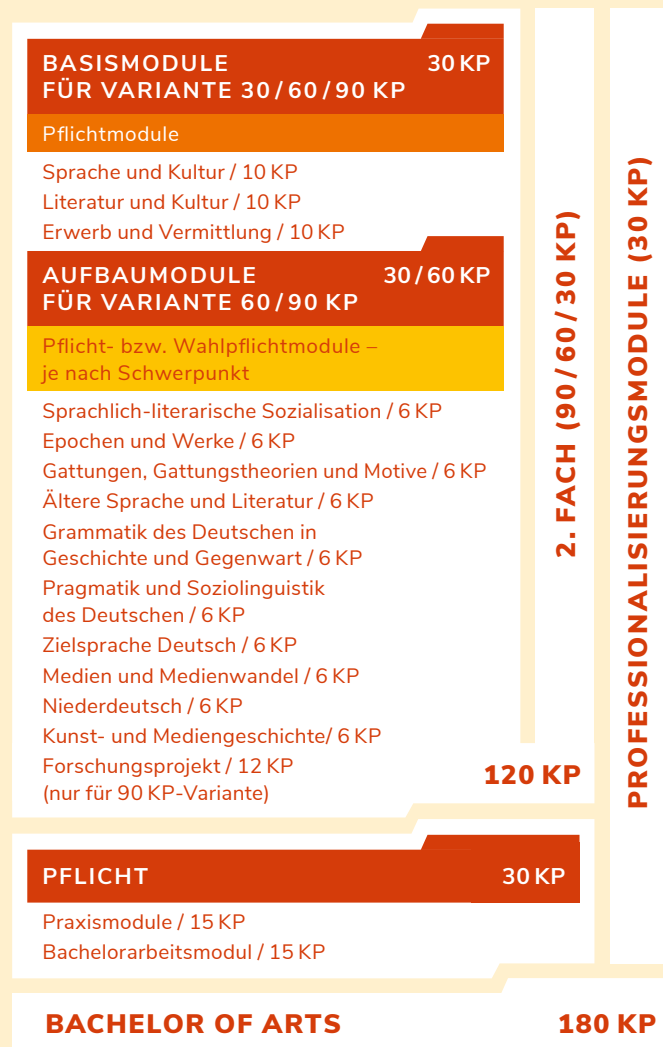 BASISMODULE 30 KP
FÜR VARIANTE 30/60/90 KP
Pflichtmodule
Sprache und Kultur / 10 KP
Literatur und Kultur / 10 KP
Erwerb und Vermittlung / 10 KP
AUFBAUMODULE 30/60 KP
FÜR VARIANTE 60/90 KP
Pflicht- bzw. Wahlpflichtmodule –
je nach Schwerpunkt
Sprachlich-literarische Sozialisation / 6 KP
Epochen und Werke / 6 KP
Gattungen, Gattungstheorien und Motive / 6 KP
Ältere Sprache und Literatur / 6 KP
Grammatik des Deutschen in
Geschichte und Gegenwart / 6 KP
Pragmatik und Soziolinguistik
des Deutschen / 6 KP
Zielsprache Deutsch / 6 KP
Medien und Medienwandel / 6 KP
Niederdeutsch / 6 KP
Kunst- und Mediengeschichte/ 6 KP
Forschungsprojekt / 12 KP
(nur für 90 KP-Variante)
120 KP
2. FACH (90/60/30 KP)
PROFESSIONALISIERUNGSMODULE (30 KP)
PFLICHT 30 KP
Praxismodule / 15 KP
Bachelorarbeitsmodul / 15 KP
BACHELOR OF ARTS 180 KP